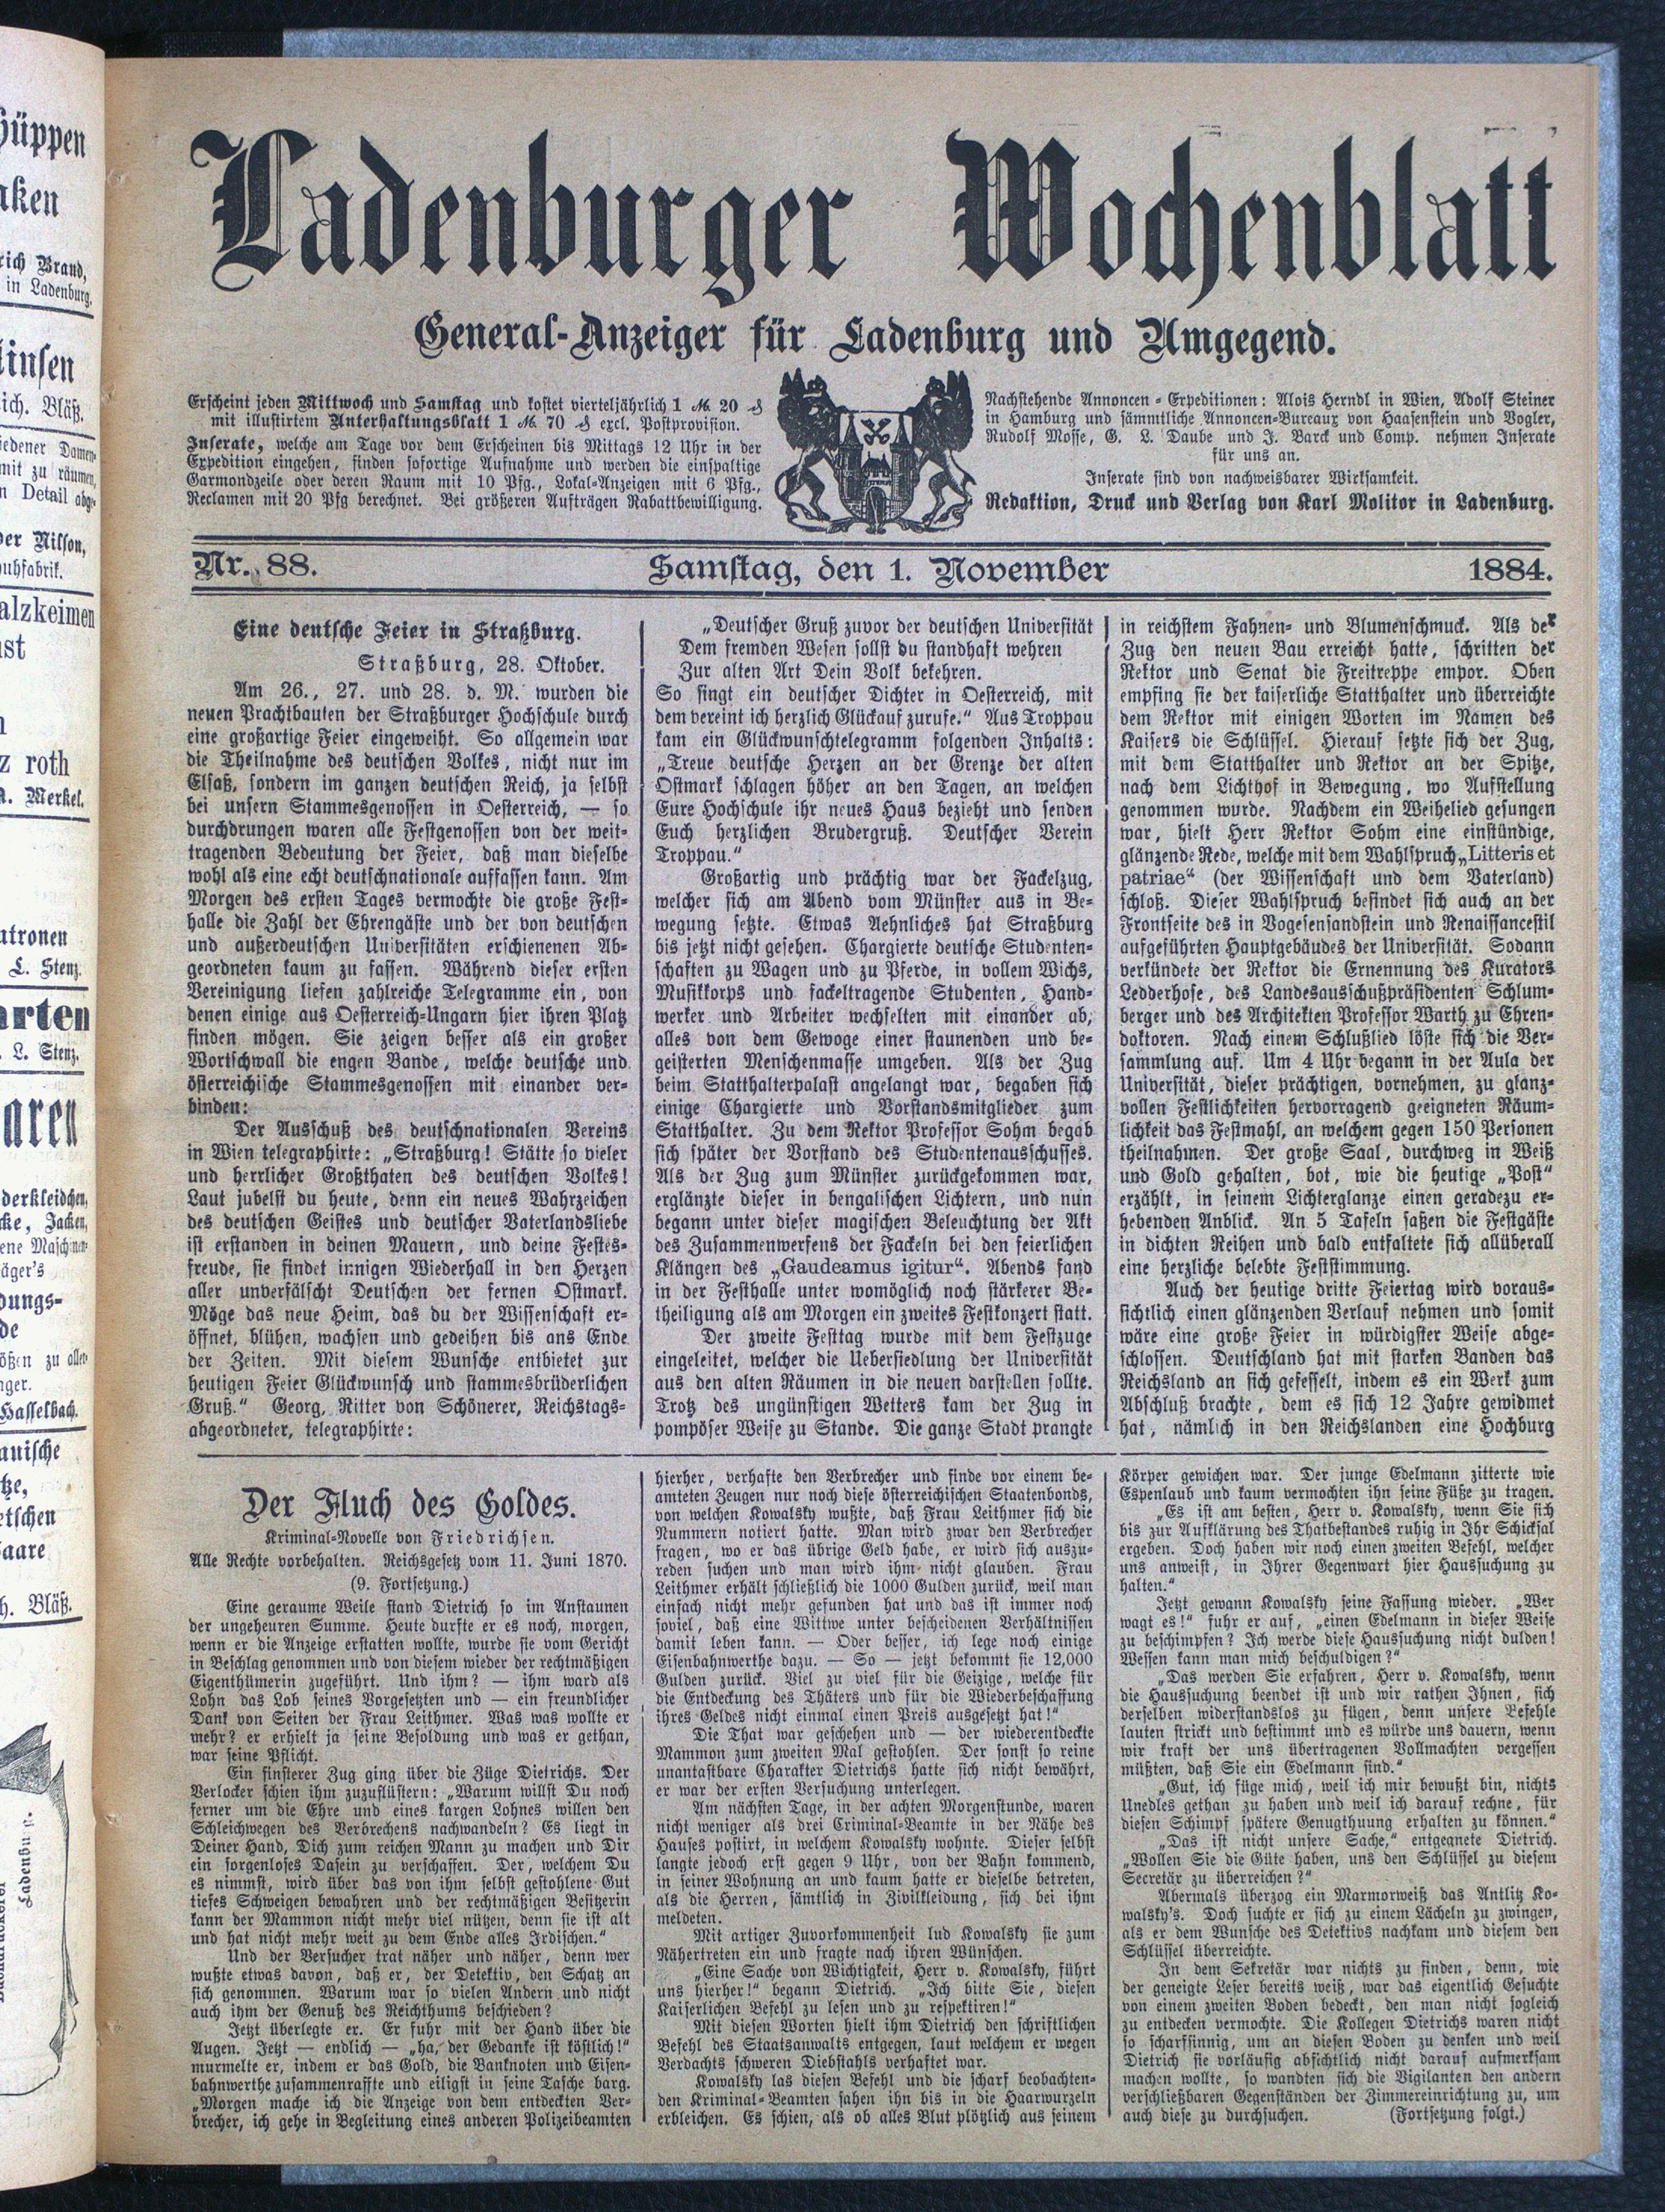 Ladenburger Wochenblatt
General-Anzeiger für Ladenburg und Umgegend.
Erscheint jeden Mittwoch und Samstag und kostet vierteljährlich 1 M. 20 ₰
mit illustrirtem Unterhaltungsblatt 1 M. 70 ₰ excl. Postprovision.
Inserate, welche am Tage vor dem Erscheinen bis Mittags 12 Uhr in der
Expedition eingehen, finden sofortige Aufnahme und werden die einspaltige
Garmondzeile oder deren Raum mit 10 Pfg., Lokal-Anzeigen mit 6 Pfg.,
Reclamen mit 20 Pfg berechnet. Bei größeren Aufträgen Rabattbewilligung.
Nachstehende Annoncen-Expeditionen: Alois Herndl in Wien, Adolf Steiner
in Hamburg und sämmtliche Annoncen-Bureaux von Haasenstein und Vogler,
Rudolf Mosse, G. L. Daube und J. Barck und Comp. nehmen Inserate
für uns an.
Inserate sind von nachweisbarer Wirksamkeit.
Redaktion, Druck und Verlag von Karl Molitor in Ladenburg.
Nr. 88. Samstag, den 1. November 1884.
Eine deutsche Feier in Straßburg.
Straßburg, 28. Oktober.
Am 26., 27. und 28. d. M. wurden die
neuen Prachtbauten der Straßburger Hochschule durch
eine großartige Feier eingeweiht. So allgemein war
die Theilnahme des deutschen Volkes, nicht nur im
Elsaß, sondern im ganzen deutschen Reich, ja selbst
bei unsern Stammesgenossen in Oesterreich, — so
durchdrungen waren alle Festgenossen von der weit-
tragenden Bedeutung der Feier, daß man dieselbe
wohl als eine echt deutschnationale auffassen kann. Am
Morgen des ersten Tages vermochte die große Fest-
halle die Zahl der Ehrengäste und der von deutschen
und außerdeutschen Universitäten erschienenen Ab-
geordneten kaum zu fassen. Während dieser ersten
Vereinigung liefen zahlreiche Telegramme ein, von
denen einige aus Oesterreich-Ungarn hier ihren Platz
finden mögen. Sie zeigen besser als ein großer
Wortschwall die engen Bande, welche deutsche und
österreichische Stammesgenossen mit einander ver-
binden:
Der Ausschuß des deutschnationalen Vereins
in Wien telegraphirte: „Straßburg! Stätte so vieler
und herrlicher Großthaten des deutschen Volkes!
Laut jubelst du heute, denn ein neues Wahrzeichen
des deutschen Geistes und deutscher Vaterlandsliebe
ist erstanden in deinen Mauern, und deine Festes-
freude, sie findet innigen Wiederhall in den Herzen
aller unverfälscht Deutschen der fernen Ostmark.
Möge das neue Heim, das du der Wissenschaft er-
öffnet, blühen, wachsen und gedeihen bis ans Ende
der Zeiten. Mit diesem Wunsche entbietet zur
heutigen Feier Glückwunsch und stammesbrüderlichen
Gruß.“ Georg, Ritter von Schönerer, Reichstags-
abgeordneter, telegraphirte:
„Deutscher Gruß zuvor der deutschen Universität
Dem fremden Wesen sollst du standhaft wehren
Zur alten Art Dein Volk bekehren.
So singt ein deutscher Dichter in Oesterreich, mit
dem vereint ich herzlich Glückauf zurufe.“ Aus Troppau
kam ein Glückwunschtelegramm folgenden Inhalts:
„Treue deutsche Herzen an der Grenze der alten
Ostmark schlagen höher an den Tagen, an welchen
Eure Hochschule ihr neues Haus bezieht und senden
Euch herzlichen Brudergruß. Deutscher Verein
Troppau.“
Großartig und prächtig war der Fackelzug,
welcher sich am Abend vom Münster aus in Be-
wegung setzte. Etwas Aehnliches hat Straßburg
bis jetzt nicht gesehen. Chargierte deutsche Studenten-
schaften zu Wagen und zu Pferde, in vollem Wichs,
Musikkorps und fackeltragende Studenten, Hand-
werker und Arbeiter wechselten mit einander ab,
alles von dem Gewoge einer staunenden und be-
geisterten Menschenmasse umgeben. Als der Zug
beim Statthalterpalast angelangt war, begaben sich
einige Chargierte und Vorstandsmitglieder zum
Statthalter. Zu dem Rektor Professor Sohm begab
sich später der Vorstand des Studentenausschusses.
Als der Zug zum Münster zurückgekommen war,
erglänzte dieser in bengalischen Lichtern, und nun
begann unter dieser magischen Beleuchtung der Akt
des Zusammenwerfens der Fackeln bei den feierlichen
Klängen des „Gaudeamus igitur“. Abends fand
in der Festhalle unter womöglich noch stärkerer Be-
theiligung als am Morgen ein zweites Festkonzert statt.
Der zweite Festtag wurde mit dem Festzuge
eingeleitet, welcher die Uebersiedlung der Universität
aus den alten Räumen in die neuen darstellen sollte.
Trotz des ungünstigen Wetters kam der Zug in
pompöser Weise zu Stande. Die ganze Stadt prangte
in reichstem Fahnen- und Blumenschmuck. Als der
Zug den neuen Bau erreicht hatte, schritten der
Rektor und Senat die Freitreppe empor. Oben
empfing sie der kaiserliche Statthalter und überreichte
dem Rektor mit einigen Worten im Namen des
Kaisers die Schlüssel. Hierauf setzte sich der Zug,
mit dem Statthalter und Rektor an der Spitze,
nach dem Lichthof in Bewegung, wo Aufstellung
genommen wurde. Nachdem ein Weihelied gesungen
war, hielt Herr Rektor Sohm eine einstündige,
glänzende Rede, welche mit dem Wahlspruch „Litteris et
patriae“ (der Wissenschaft und dem Vaterland)
schloß. Dieser Wahlspruch befindet sich auch an der
Frontseite des in Vogesensandstein und Renaissancestil
aufgeführten Hauptgebäudes der Universität. Sodann
verkündete der Rektor die Ernennung des Kurators
Ledderhose, des Landesausschußpräsidenten Schlum-
berger und des Architekten Professor Warth zu Ehren-
doktoren. Nach einem Schlußlied löste sich die Ver-
sammlung auf. Um 4 Uhr begann in der Aula der
Universität, dieser prächtigen, vornehmen, zu glanz-
vollen Festlichkeiten hervorragend geeigneten Räum-
lichkeit das Festmahl, an welchem gegen 150 Personen
theilnahmen. Der große Saal, durchweg in Weiß
und Gold gehalten, bot, wie die heutige „Post“
erzählt, in seinem Lichterglanze einen geradezu er-
hebenden Anblick. An 5 Tafeln saßen die Festgäste
in dichten Reihen und bald entfaltete sich allüberall
eine herzliche belebte Feststimmung.
Auch der heutige dritte Feiertag wird voraus-
sichtlich einen glänzenden Verlauf nehmen und somit
wäre eine große Feier in würdigster Weise abge-
schlossen. Deutschland hat mit starken Banden das
Reichsland an sich gefesselt, indem es ein Werk zum
Abschluß brachte, dem es sich 12 Jahre gewidmet
hat, nämlich in den Reichslanden eine Hochburg
Der Fluch des Goldes.
Kriminal-Novelle von Friedrichsen.
Alle Rechte vorbehalten. Reichsgesetz vom 11. Juni 1870.
(9. Fortsetzung.)
Eine geraume Weile stand Dietrich so im Anstaunen
der ungeheuren Summe. Heute durfte er es noch, morgen,
wenn er die Anzeige erstatten wollte, wurde sie vom Gericht
in Beschlag genommen und von diesem wieder der rechtmäßigen
Eigenthümerin zugeführt. Und ihm? — ihm ward als
Lohn das Lob seines Vorgesetzten und — ein freundlicher
Dank von Seiten der Frau Leithmer. Was was wollte er
mehr? er erhielt ja seine Besoldung und was er gethan,
war seine Pflicht.
Ein finsterer Zug ging über die Züge Dietrichs. Der
Verlocker schien ihm zuzuflüstern: „Warum willst Du noch
ferner um die Ehre und eines kargen Lohnes willen den
Schleichwegen des Verbrechens nachwandeln? Es liegt in
Deiner Hand, Dich zum reichen Mann zu machen und Dir
ein sorgenloses Dasein zu verschaffen. Der, welchem Du
es nimmst, wird über das von ihm selbst gestohlene Gut
tiefes Schweigen bewahren und der rechtmäßigen Besitzerin
kann der Mammon nicht mehr viel nützen, denn sie ist alt
und hat nicht mehr weit zu dem Ende alles Irdischen.“
Und der Versucher trat näher und näher, denn wer
wußte etwas davon, daß er, der Detektiv, den Schatz an
sich genommen. Warum war so vielen Andern und nicht
auch ihm der Genuß des Reichthums beschieden?
Jetzt überlegte er. Er fuhr mit der Hand über die
Augen. Jetzt — endlich — „ha, der Gedanke ist köstlich!“
murmelte er, indem er das Gold, die Banknoten und Eisen-
bahnwerthe zusammenraffte und eiligst in seine Tasche barg.
„Morgen mache ich die Anzeige von dem entdeckten Ver-
brecher, ich gehe in Begleitung eines anderen Polizeibeamten
hierher, verhafte den Verbrecher und finde vor einem be-
amteten Zeugen nur noch diese österreichischen Staatenbonds,
von welchen Kowalsky wußte, daß Frau Leithmer sich die
Nummern notiert hatte. Man wird zwar den Verbrecher
fragen, wo er das übrige Geld habe, er wird sich auszu-
reden suchen und man wird ihm nicht glauben. Frau
Leithmer erhält schließlich die 1000 Gulden zurück, weil man
einfach nicht mehr gefunden hat und das ist immer noch
soviel, daß eine Wittwe unter bescheidenen Verhältnissen
damit leben kann. — Oder besser, ich lege noch einige
Eisenbahnwerthe dazu. — So — jetzt bekommt sie 12,000
Gulden zurück. Viel zu viel für die Geizige, welche für
die Entdeckung des Thäters und für die Wiederbeschaffung
ihres Geldes nicht einmal einen Preis ausgesetzt hat!“
Die That war geschehen und — der wiederentdeckte
Mammon zum zweiten Mal gestohlen. Der sonst so reine
unantastbare Charakter Dietrichs hatte sich nicht bewährt,
er war der ersten Versuchung unterlegen.
Am nächsten Tage, in der achten Morgenstunde, waren
nicht weniger als drei Criminal-Beamte in der Nähe des
Hauses postirt, in welchem Kowalsky wohnte. Dieser selbst
langte jedoch erst gegen 9 Uhr, von der Bahn kommend,
in seiner Wohnung an und kaum hatte er dieselbe betreten,
als die Herren, sämtlich in Zivilkleidung, sich bei ihm
meldeten.
Mit artiger Zuvorkommenheit lud Kowalsky sie zum
Nähertreten ein und fragte nach ihren Wünschen.
„Eine Sache von Wichtigkeit, Herr v. Kowalsky, führt
uns hierher!“ begann Dietrich. „Ich bitte Sie, diesen
Kaiserlichen Befehl zu lesen und zu respektiren!“
Mit diesen Worten hielt ihm Dietrich den schriftlichen
Befehl des Staatsanwalts entgegen, laut welchem er wegen
Verdachts schweren Diebstahls verhaftet war.
Kowalsky las diesen Befehl und die scharf beobachten-
den Kriminal-Beamten sahen ihn bis in die Haarwurzeln
erbleichen. Es schien, als ob alles Blut plötzlich aus seinem
Körper gewichen war. Der junge Edelmann zitterte wie
Espenlaub und kaum vermochten ihn seine Füße zu tragen.
„Es ist am besten, Herr v. Kowalsky, wenn Sie sich
bis zur Aufklärung des Thatbestandes ruhig in Ihr Schicksal
ergeben. Doch haben wir noch einen zweiten Befehl, welcher
uns anweist, in Ihrer Gegenwart hier Haussuchung zu
halten.“
Jetzt gewann Kowalsky seine Fassung wieder. „Wer
wagt es!“ fuhr er auf, „einen Edelmann in dieser Weise
zu beschimpfen? Ich werde diese Haussuchung nicht dulden!
Wessen kann man mich beschuldigen?“
„Das werden Sie erfahren, Herr v. Kowalsky, wenn
die Haussuchung beendet ist und wir rathen Ihnen, sich
derselben widerstandslos zu fügen, denn unsere Befehle
lauten strickt und bestimmt und es würde uns dauern, wenn
wir kraft der uns übertragenen Vollmachten vergessen
müßten, daß Sie ein Edelmann sind.“
„Gut, ich füge mich, weil ich mir bewußt bin, nichts
Unedles gethan zu haben und weil ich darauf rechne, für
diesen Schimpf spätere Genugthuung erhalten zu können.“
„Das ist nicht unsere Sache,“ entgegnete Dietrich.
„Wollen Sie die Güte haben, uns den Schlüssel zu diesem
Secretär zu überreichen?“
Abermals überzog ein Marmorweiß das Antlitz Ko-
walsky's. Doch suchte er sich zu einem Lächeln zu zwingen,
als er dem Wunsche des Detektivs nachkam und diesem den
Schlüssel überreichte.
In dem Sekretär war nichts zu finden, denn, wie
der geneigte Leser bereits weiß, war das eigentlich Gesuchte
von einem zweiten Boden bedeckt, den man nicht sogleich
zu entdecken vermochte. Die Kollegen Dietrichs waren nicht
so scharfsinnig, um an diesen Boden zu denken und weil
Dietrich sie vorläufig absichtlich nicht darauf aufmerksam
machen wollte, so wandten sich die Vigilanten den andern
verschließbaren Gegenständen der Zimmereinrichtung zu, um
auch diese zu durchsuchen. (Fortsetzung folgt.)